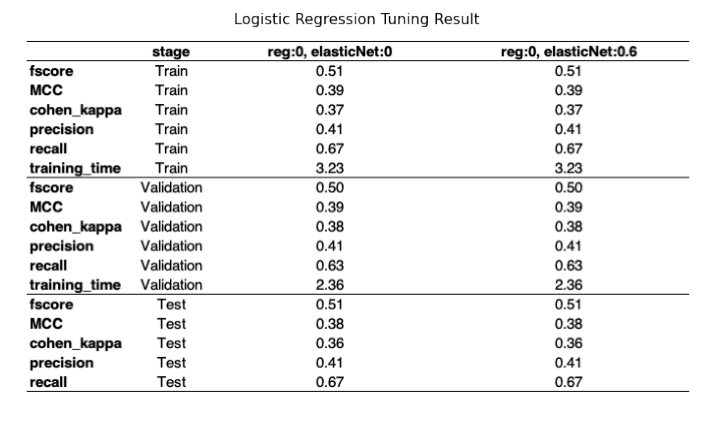 Logistic Regression Tuning Result
stage reg:0, elasticNet:0 reg:0, elasticNet:0.6
fscore Train 0.51 0.51
MCC Train 0.39 0.39
cohen_kappa Train 0.37 0.37
precision Train 0.41 0.41
recall Train 0.67 0.67
training_time Train 3.23 3.23
fscore Validation 0.50 0.50
MCC Validation 0.39 0.39
cohen_kappa Validation 0.38 0.38
precision Validation 0.41 0.41
recall Validation 0.63 0.63
training_time Validation 2.36 2.36
fscore Test 0.51 0.51
MCC Test 0.38 0.38
cohen_kappa Test 0.36 0.36
precision Test 0.41 0.41
recall Test 0.67 0.67